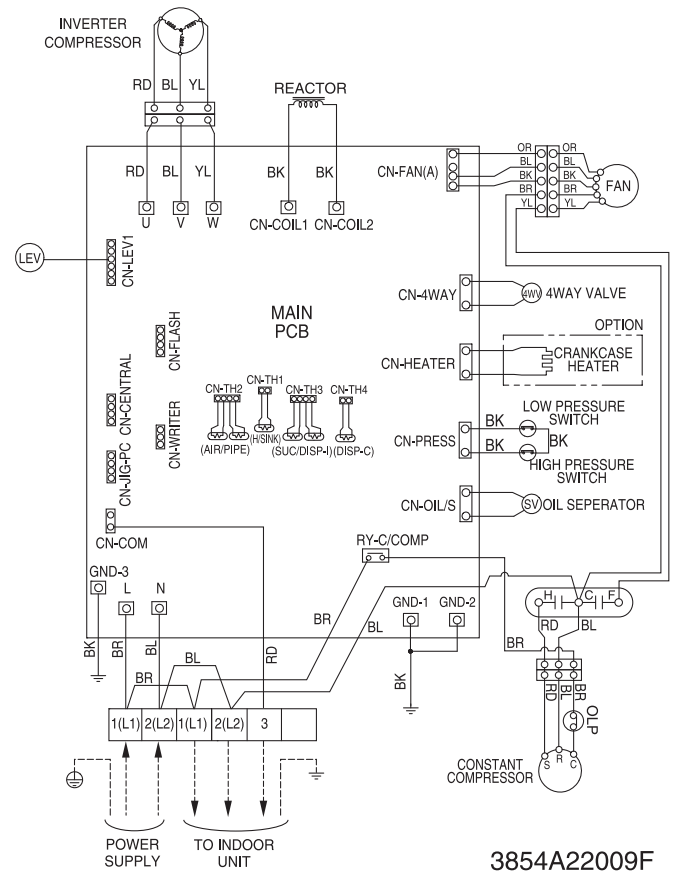 INVERTER
COMPRESSOR
RD BL YL
REACTOR
RD BL YL
BK BK
U V W
CN-COIL1 CN-COIL2
CN-FAN(A)
OR OR
BL BL
BK BK
BR BR
YL YL
FAN
LEV
CN-LEV1
CN-4WAY
4WV 4WAY VALVE
OPTION
MAIN
PCB
CN-FLASH
CN-HEATER
CRANKCASE
HEATER
CN-CENTRAL
CN-WRITER
CN-TH2 CN-TH1 CN-TH3 CN-TH4
(AIR/PIPE) (H/SINK) (SUC/DISP-I) (DISP-C)
LOW PRESSURE
SWITCH
CN-PRESS
BK
BK
BK
HIGH PRESSURE
SWITCH
CN-JIG-PC
CN-OIL/S
SV OIL SEPERATOR
CN-COM
RY-C/COMP
GND-3
L N
GND-1 GND-2
H C F
RD BL
BK BR BL RD
BR BL
BR
BL
BR
BK
RD BL BR
OLP
1(L1) 2(L2) 1(L1) 2(L2) 3
S R C
CONSTANT
COMPRESSOR
POWER
SUPPLY
TO INDOOR
UNIT
3854A22009F